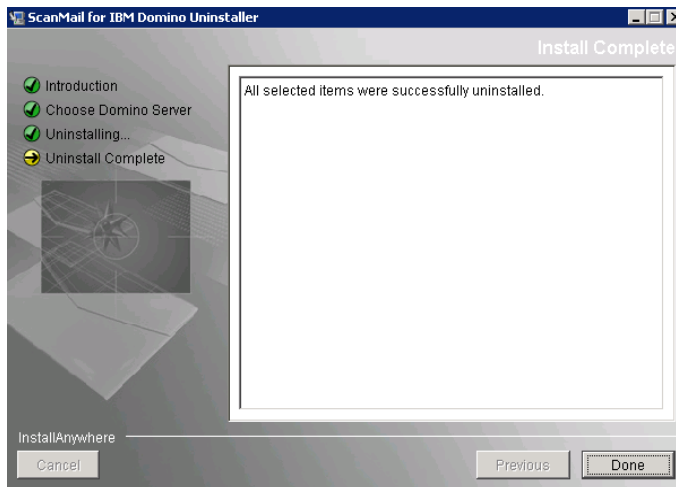 ScanMail for IBM Domino Uninstaller
Install Complete
Introduction
Choose Domino Server
Uninstalling...
Uninstall Complete
All selected items were successfully uninstalled.
InstallAnywhere
Cancel
Previous
Done